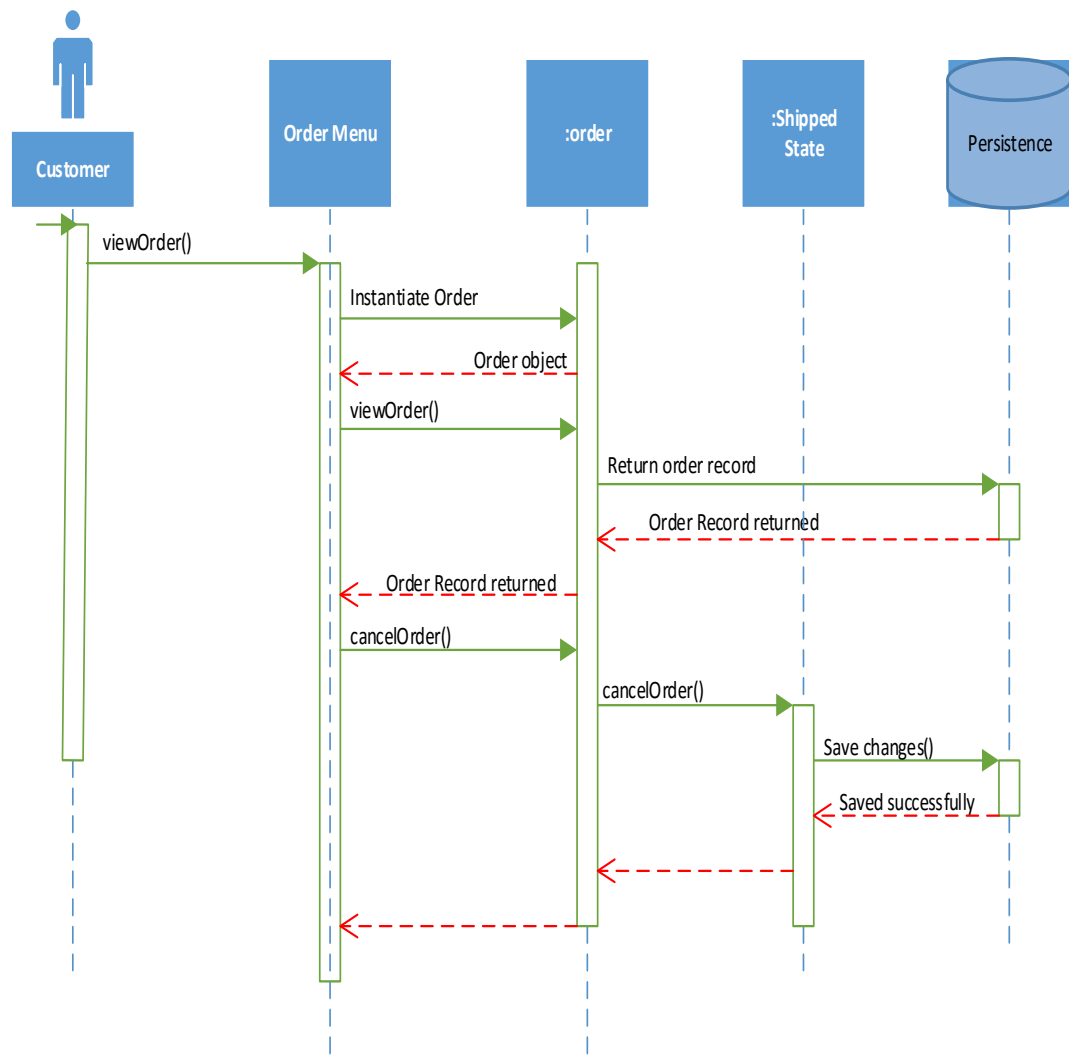 Customer
Order Menu
:order
:Shipped
State
Persistence
viewOrder()
Instantiate Order
Order object
viewOrder()
Return order record
Order Record returned
Order Record returned
cancelOrder()
cancelOrder()
Save changes()
Saved successfully